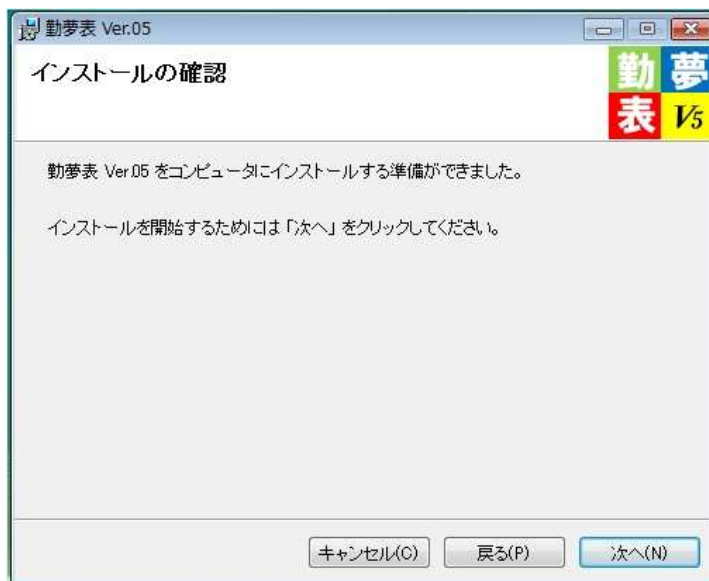 勤夢表 Ver.05
インストールの確認
勤夢
表V5
勤夢表 Ver.05 をコンピュータにインストールする準備ができました。
インストールを開始するためには「次へ」をクリックしてください。
キャンセル(C) 戻る(P) 次へ(N)